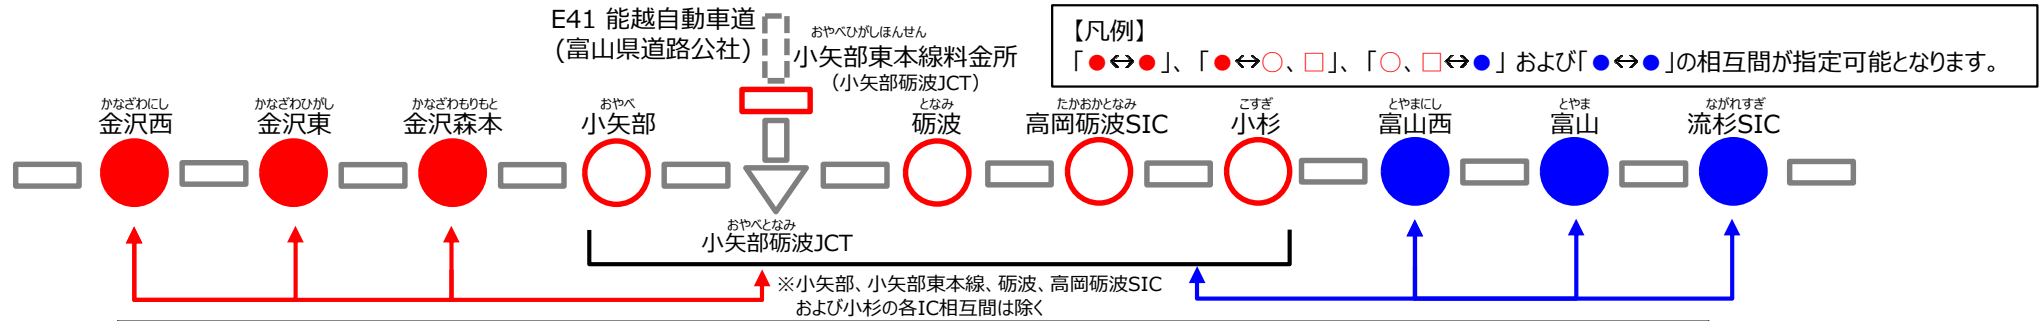 E41 能越自動車道
(富山県道路公社)
おやべひがしほんせん
小矢部東本線料金所
（小矢部砺波JCT）
【凡例】
「●⇔●」、「●⇔○、□」、「○、□⇔●」および「●⇔●」の相互間が指定可能となります。
かなざわにし
金沢西
かなざわひがし
金沢東
かなざわもりもと
金沢森本
おやべ
小矢部
となみ
砺波
たかおかとなみ
高岡砺波SIC
こすぎ
小杉
とやまにし
富山西
とやま
富山
ながれすぎ
流杉SIC
おやべとなみ
小矢部砺波JCT
※小矢部、小矢部東本線、砺波、高岡砺波SIC
および小杉の各IC相互間は除く